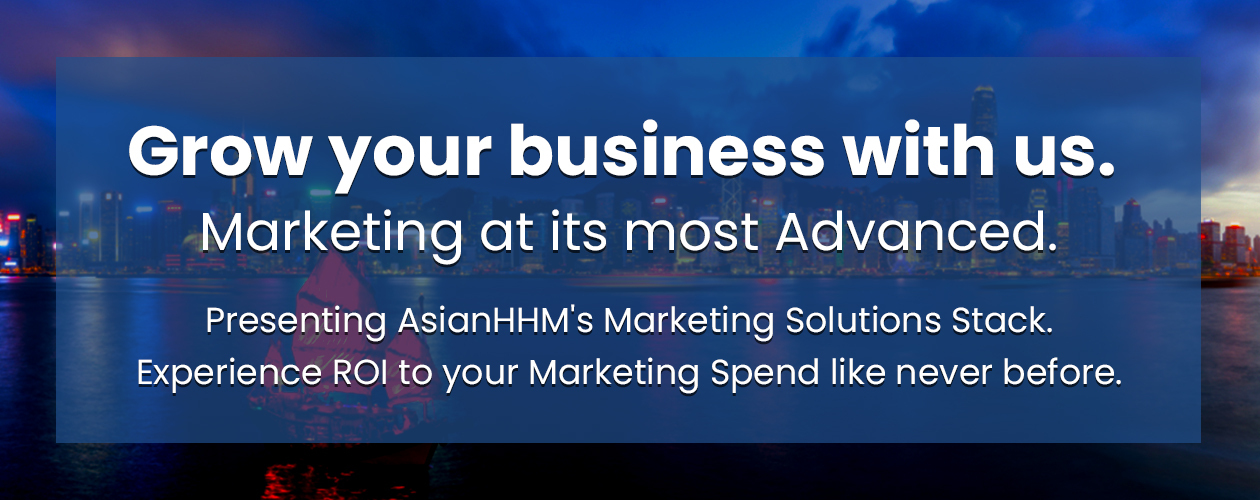 Grow your business with us.
Marketing at its most Advanced.
Presenting AsianHHM's Marketing Solutions Stack.
Experience ROI to your Marketing Spend like never before.